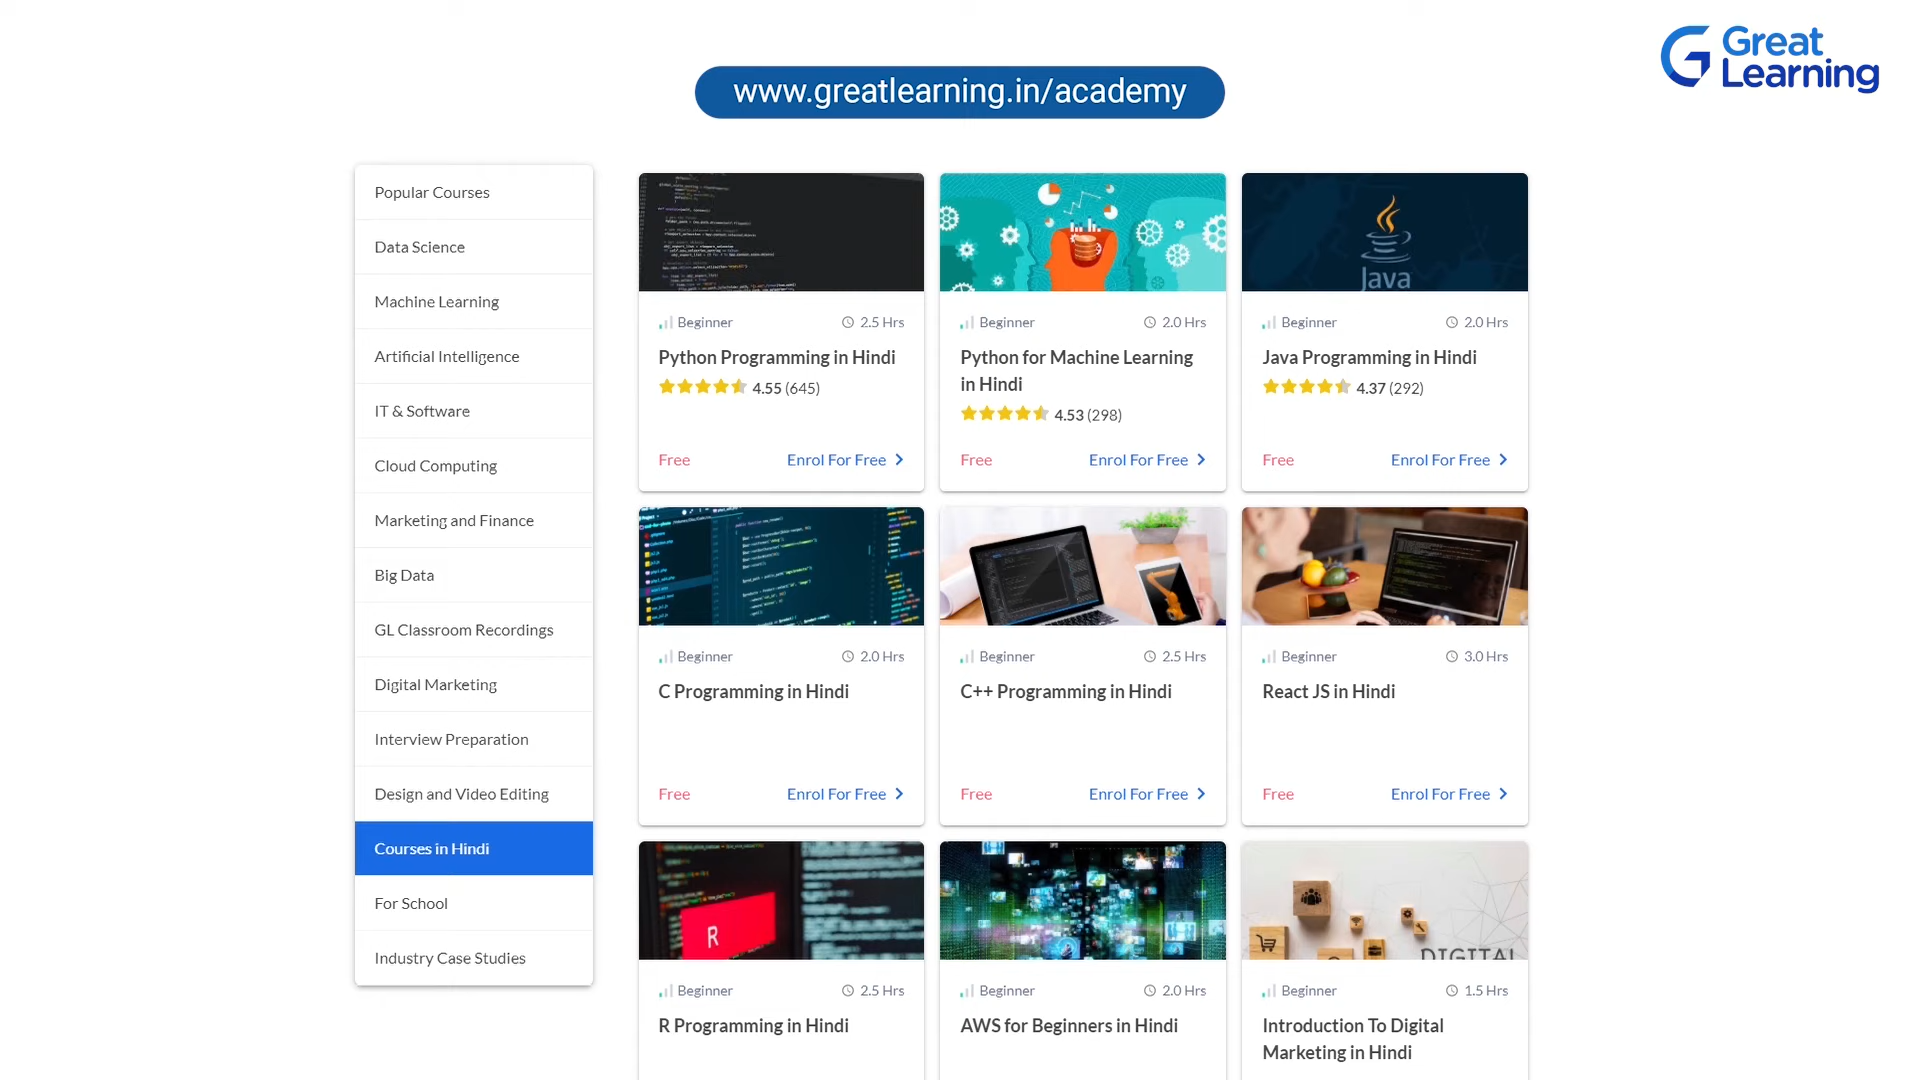 Great
Learning
www.greatlearning.in/academy
Popular Courses
Data Science
Machine Learning
Artificial Intelligence
IT & Software
Cloud Computing
Marketing and Finance
Big Data
GL Classroom Recordings
Digital Marketing
Interview Preparation
Design and Video Editing
Courses in Hindi
For School
Industry Case Studies
Beginner 2.5 Hrs
Python Programming in Hindi
4.55 (645)
Free Enrol For Free
Beginner 2.0 Hrs
Python for Machine Learning
in Hindi
4.53 (298)
Free Enrol For Free
Java
Beginner 2.0 Hrs
Java Programming in Hindi
4.37 (292)
Free Enrol For Free
Beginner 2.0 Hrs
C Programming in Hindi
Free Enrol For Free
Beginner 2.5 Hrs
C++ Programming in Hindi
Free Enrol For Free
Beginner 3.0 Hrs
React JS in Hindi
Free Enrol For Free
R
Beginner 2.5 Hrs
R Programming in Hindi
Beginner 2.0 Hrs
AWS for Beginners in Hindi
DIGITAL
Beginner 1.5 Hrs
Introduction To Digital
Marketing in Hindi